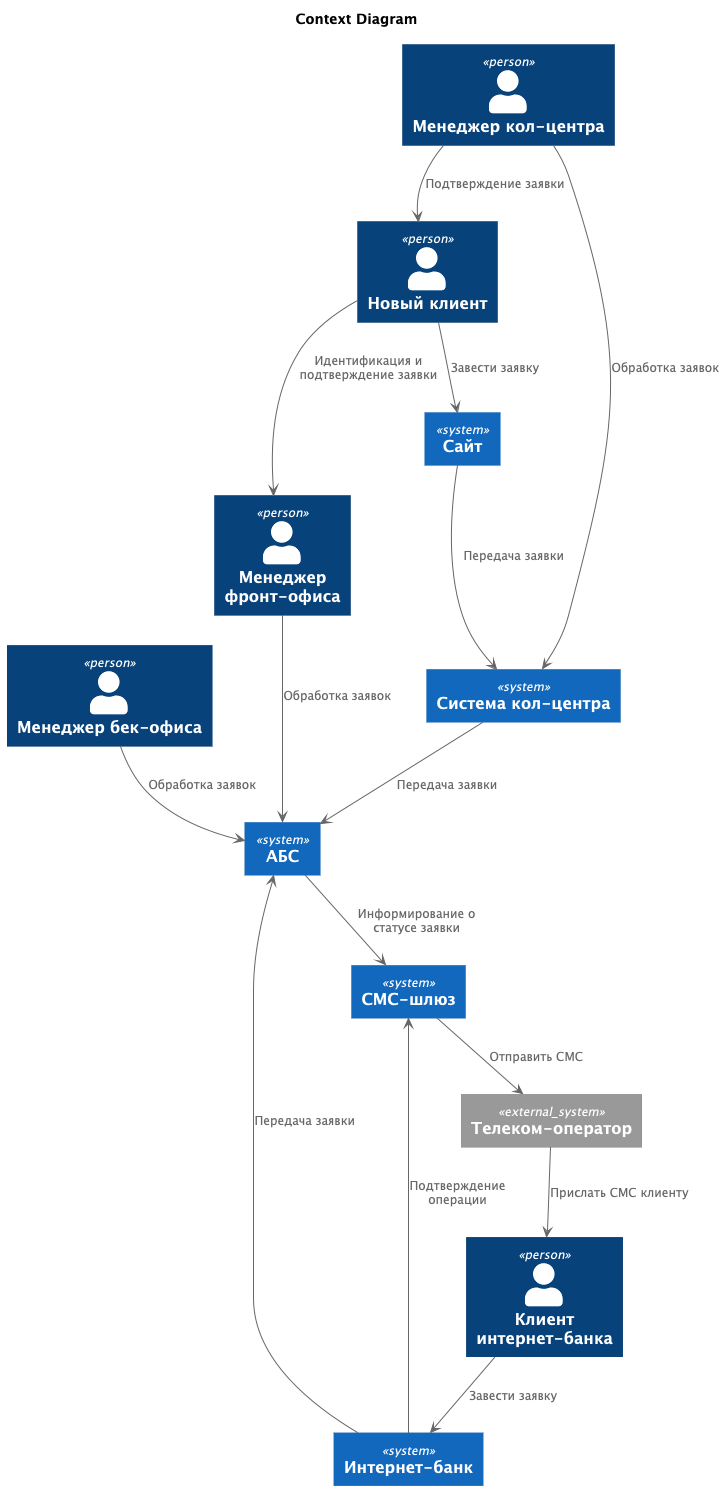 Context Diagram
«person»
Менеджер кол-центра
Подтверждение заявки
«person»
Новый клиент
Идентификация и
подтверждение заявки
Завести заявку
Обработка заявок
«system»
Сайт
«person»
Менеджер
фронт-офиса
Передача заявки
«person»
Менеджер бек-офиса
Обработка заявок
«system»
Система кол-центра
Обработка заявок
Передача заявки
«system»
АБС
Информирование о
статусе заявки
«system»
СМС-шлюз
Отправить СМС
«external_system»
Телеком-оператор
Передача заявки
Подтверждение
операции
Прислать СМС клиенту
«person»
Клиент
интернет-банка
Завести заявку
«system»
Интернет-банк